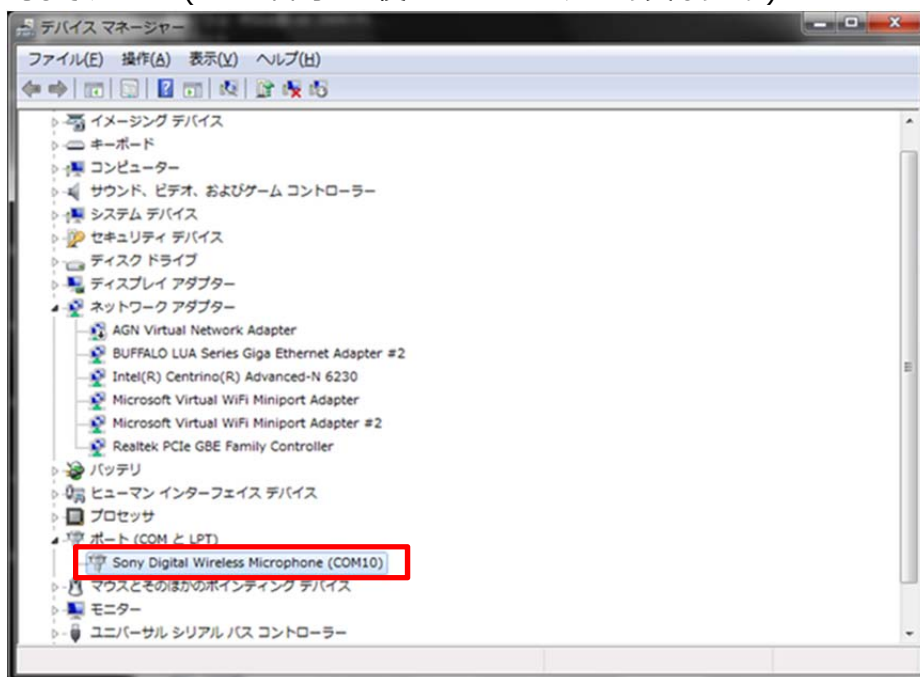 デバイス マネージャー
ファイル(F) 操作(A) 表示(V) ヘルプ(H)
イメージング デバイス
キーボード
コンピューター
サウンド、ビデオ、およびゲーム コントローラー
システム デバイス
セキュリティ デバイス
ディスク ドライブ
ディスプレイ アダプター
ネットワーク アダプター
AGN Virtual Network Adapter
BUFFALO LUA Series Giga Ethernet Adapter #2
Intel(R) Centrino(R) Advanced-N 6230
Microsoft Virtual WiFi Miniport Adapter
Microsoft Virtual WiFi Miniport Adapter #2
Realtek PCIe GBE Family Controller
バッテリ
ヒューマン インターフェイス デバイス
プロセッサ
ポート (COM と LPT)
Sony Digital Wireless Microphone (COM10)
マウスとそのほかのポインティング デバイス
モニター
ユニバーサル シリアル バス コントローラー